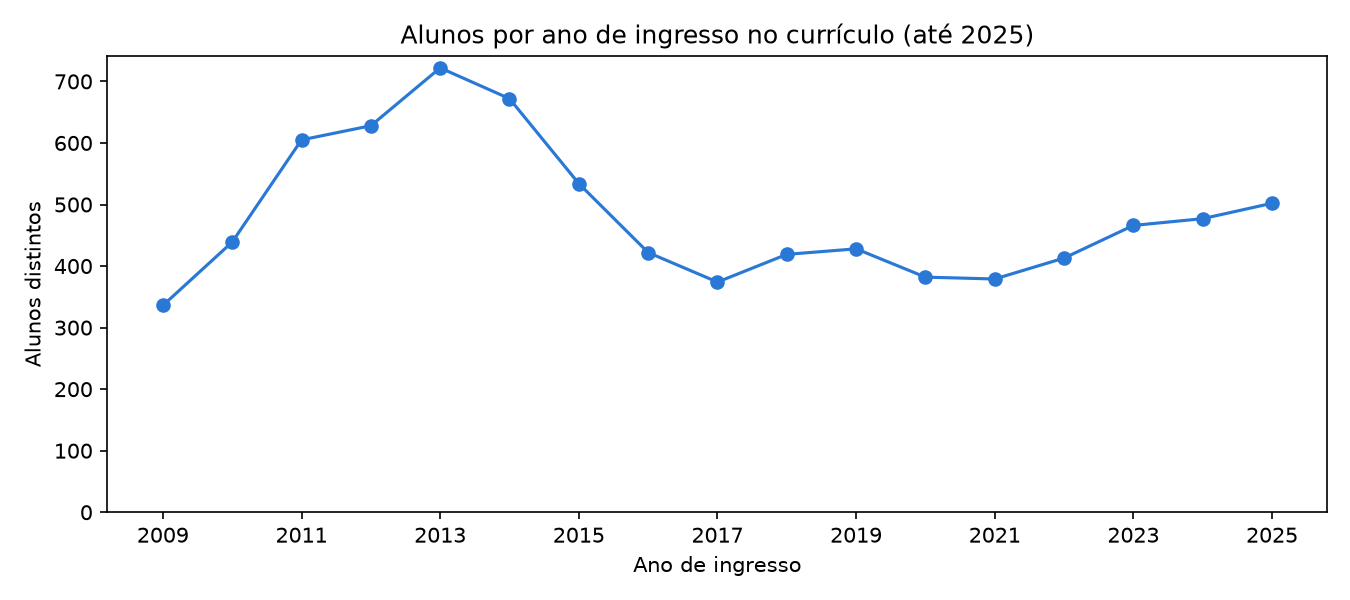 Alunos por ano de ingresso no currículo (até 2025)
Alunos distintos
700
600
500
400
300
200
100
0
2009 2011 2013 2015 2017 2019 2021 2023 2025
Ano de ingresso